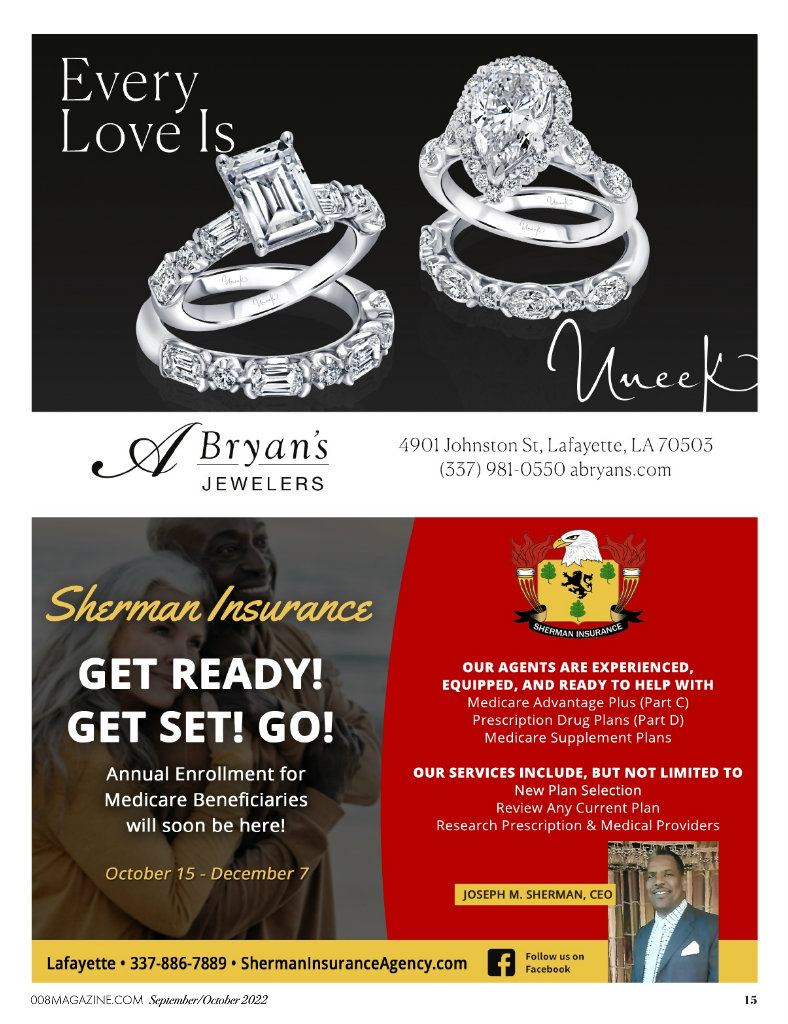 Every
Love Is
Uneek
Uneek
Uneek
Uneek
Uneek
A Bryan's
JEWELERS
4901 Johnston St, Lafayette, LA 70503
(337) 981-0550 abryans.com
Sherman Insurance
GET READY!
GET SET! GO!
Annual Enrollment for
Medicare Beneficiaries
will soon be here!
October 15 - December 7
SHERMAN INSURANCE
OUR AGENTS ARE EXPERIENCED,
EQUIPPED, AND READY TO HELP WITH
Medicare Advantage Plus (Part C)
Prescription Drug Plans (Part D)
Medicare Supplement Plans
OUR SERVICES INCLUDE, BUT NOT LIMITED TO
New Plan Selection
Review Any Current Plan
Research Prescription & Medical Providers
JOSEPH M. SHERMAN, CEO
Lafayette • 337-886-7889 • ShermanInsuranceAgency.com
Follow us on
Facebook
008MAGAZINE.COM September/October 2022
15